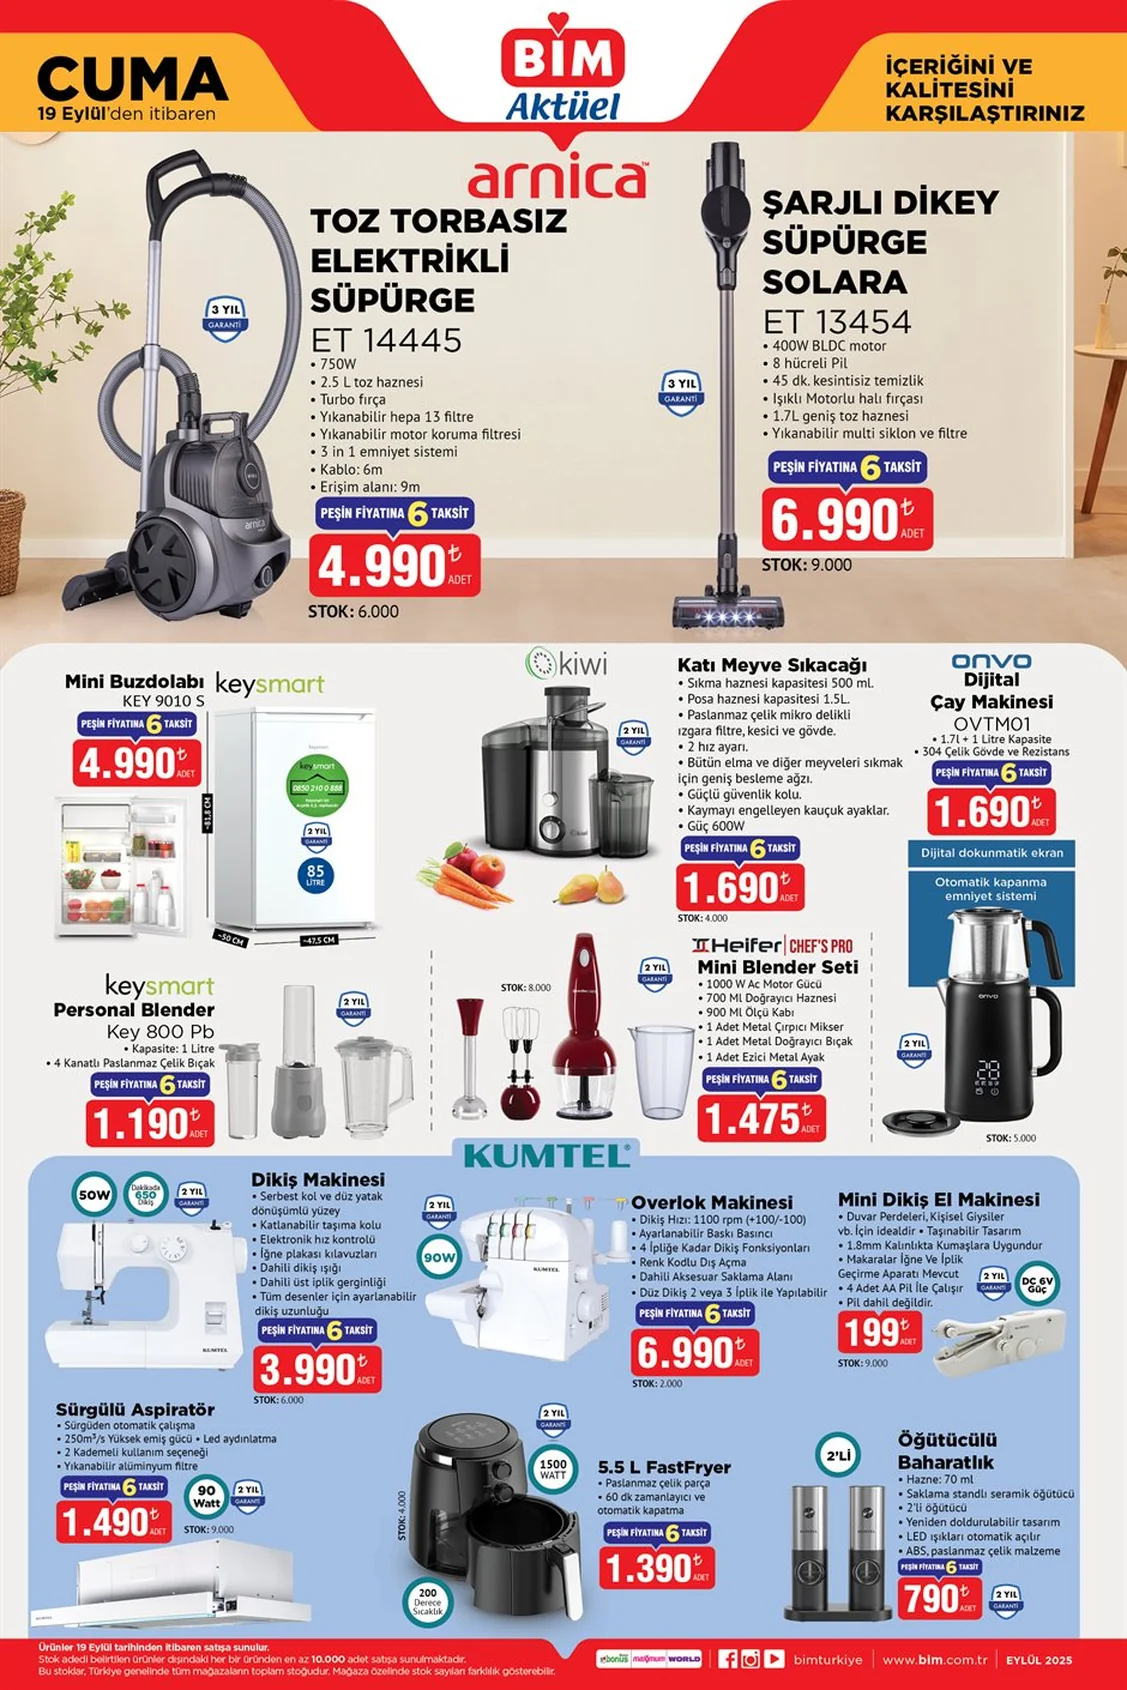 CUMA
19 Eylül'den itibaren
BİM
Aktüel
İÇERİĞİNİ VE
KALİTESİNİ
KARŞILAŞTIRINIZ
arnica
TOZ TORBASIZ
ELEKTRİKLİ
SÜPÜRGE
ET 14445
3 YIL
GARANTİ
• 750W
• 2.5 L toz haznesi
• Turbo fırça
• Yıkanabilir hepa 13 filtre
• Yıkanabilir motor koruma filtresi
• 3 in 1 emniyet sistemi
• Kablo: 6m
• Erişim alanı: 9m
PEŞİN FİYATINA 6 TAKSİT
4.990₺
ADET
STOK: 6.000
arnica
ŞARJLI DİKEY
SÜPÜRGE
SOLARA
ET 13454
3 YIL
GARANTİ
• 400W BLDC motor
• 8 hücreli Pil
• 45 dk. kesintisiz temizlik
• Işıklı Motorlu halı fırçası
• 1.7L geniş toz haznesi
• Yıkanabilir multi siklon ve filtre
PEŞİN FİYATINA 6 TAKSİT
6.990₺
ADET
STOK: 9.000
Mini Buzdolabı
keysmart
KEY 9010 S
PEŞİN FİYATINA 6 TAKSİT
4.990₺
ADET
keysmart
0850 210 0 888
2 YIL
GARANTİ
85
LİTRE
~81,8 CM
~50 CM
~47,5 CM
kiwi
2 YIL
GARANTİ
kiwi
Katı Meyve Sıkacağı
• Sıkma haznesi kapasitesi 500 ml.
• Posa haznesi kapasitesi 1.5L.
• Paslanmaz çelik mikro delikli
ızgara filtre, kesici ve gövde.
• 2 hız ayarı.
• Bütün elma ve diğer meyveleri sıkmak
için geniş besleme ağzı.
• Güçlü güvenlik kolu.
• Kaymayı engelleyen kauçuk ayaklar.
• Güç 600W
PEŞİN FİYATINA 6 TAKSİT
1.690₺
ADET
STOK: 4.000
onvo
Dijital
Çay Makinesi
OVTM01
• 1.7l + 1 Litre Kapasite
• 304 Çelik Gövde ve Rezistans
PEŞİN FİYATINA 6 TAKSİT
1.690₺
ADET
Dijital dokunmatik ekran
Otomatik kapanma
emniyet sistemi
onvo
2 YIL
GARANTİ
STOK: 5.000
keysmart
Personal Blender
Key 800 Pb
• Kapasite: 1 Litre
• 4 Kanatlı Paslanmaz Çelik Bıçak
PEŞİN FİYATINA 6 TAKSİT
1.190₺
ADET
2 YIL
GARANTİ
STOK: 8.000
2 YIL
GARANTİ
Heifer CHEF'S PRO
Mini Blender Seti
• 1000 W Ac Motor Gücü
• 700 Ml Doğrayıcı Haznesi
• 900 Ml Ölçü Kabı
• 1 Adet Metal Çırpıcı Mikser
• 1 Adet Metal Doğrayıcı Bıçak
• 1 Adet Ezici Metal Ayak
PEŞİN FİYATINA 6 TAKSİT
1.475₺
ADET
KUMTEL
50W
Dakikada
650
Dikiş
2 YIL
GARANTİ
KUMTEL
Dikiş Makinesi
• Serbest kol ve düz yatak
dönüşümlü yüzey
• Katlanabilir taşıma kolu
• Elektronik hız kontrolü
• İğne plakası kılavuzları
• Dahili dikiş ışığı
• Dahili üst iplik gerginliği
• Tüm desenler için ayarlanabilir
dikiş uzunluğu
PEŞİN FİYATINA 6 TAKSİT
3.990₺
ADET
STOK: 6.000
2 YIL
GARANTİ
90W
KUMTEL
Overlok Makinesi
• Dikiş Hızı: 1100 rpm (+100/-100)
• Ayarlanabilir Baskı Basıncı
• 4 İpliğe Kadar Dikiş Fonksiyonları
• Renk Kodlu Dış Açma
• Dahili Aksesuar Saklama Alanı
• Düz Dikiş 2 veya 3 İplik ile Yapılabilir
PEŞİN FİYATINA 6 TAKSİT
6.990₺
ADET
STOK: 2.000
Mini Dikiş El Makinesi
• Duvar Perdeleri, Kişisel Giysiler
vb. İçin idealdir • Taşınabilir Tasarım
• 1.8mm Kalınlıkta Kumaşlara Uygundur
• Makaralar İğne Ve İplik
Geçirme Aparatı Mevcut
• 4 Adet AA Pil İle Çalışır
• Pil dahil değildir.
2 YIL
GARANTİ
DC 6V
Güç
199₺
ADET
STOK: 9.000
Sürgülü Aspiratör
• Sürgüden otomatik çalışma
• 250m³/s Yüksek emiş gücü • Led aydınlatma
• 2 Kademeli kullanım seçeneği
• Yıkanabilir alüminyum filtre
PEŞİN FİYATINA 6 TAKSİT
1.490₺
ADET
90
Watt
2 YIL
GARANTİ
STOK: 9.000
KUMTEL
2 YIL
GARANTİ
1500
WATT
STOK: 4.000
200
Derece
Sıcaklık
5.5 L FastFryer
• Paslanmaz çelik parça
• 60 dk zamanlayıcı ve
otomatik kapatma
PEŞİN FİYATINA 6 TAKSİT
1.390₺
ADET
2'Lİ
Öğütücülü
Baharatlık
• Hazne: 70 ml
• Saklama standlı seramik öğütücü
• 2'li öğütücü
• Yeniden doldurulabilir tasarım
• LED ışıkları otomatik açılır
• ABS, paslanmaz çelik malzeme
PEŞİN FİYATINA 6 TAKSİT
790₺
ADET
2 YIL
GARANTİ
Ürünler 19 Eylül tarihinden itibaren satışa sunulur.
Stok adedi belirtilen ürünler dışındaki her bir üründen en az 10.000 adet satışa sunulmaktadır.
Bu stoklar, Türkiye genelinde tüm mağazaların toplam stoğudur. Mağaza özelinde stok sayıları farklılık gösterebilir.
bonus maximum WORLD
bimturkiye
www.bim.com.tr
EYLÜL 2025